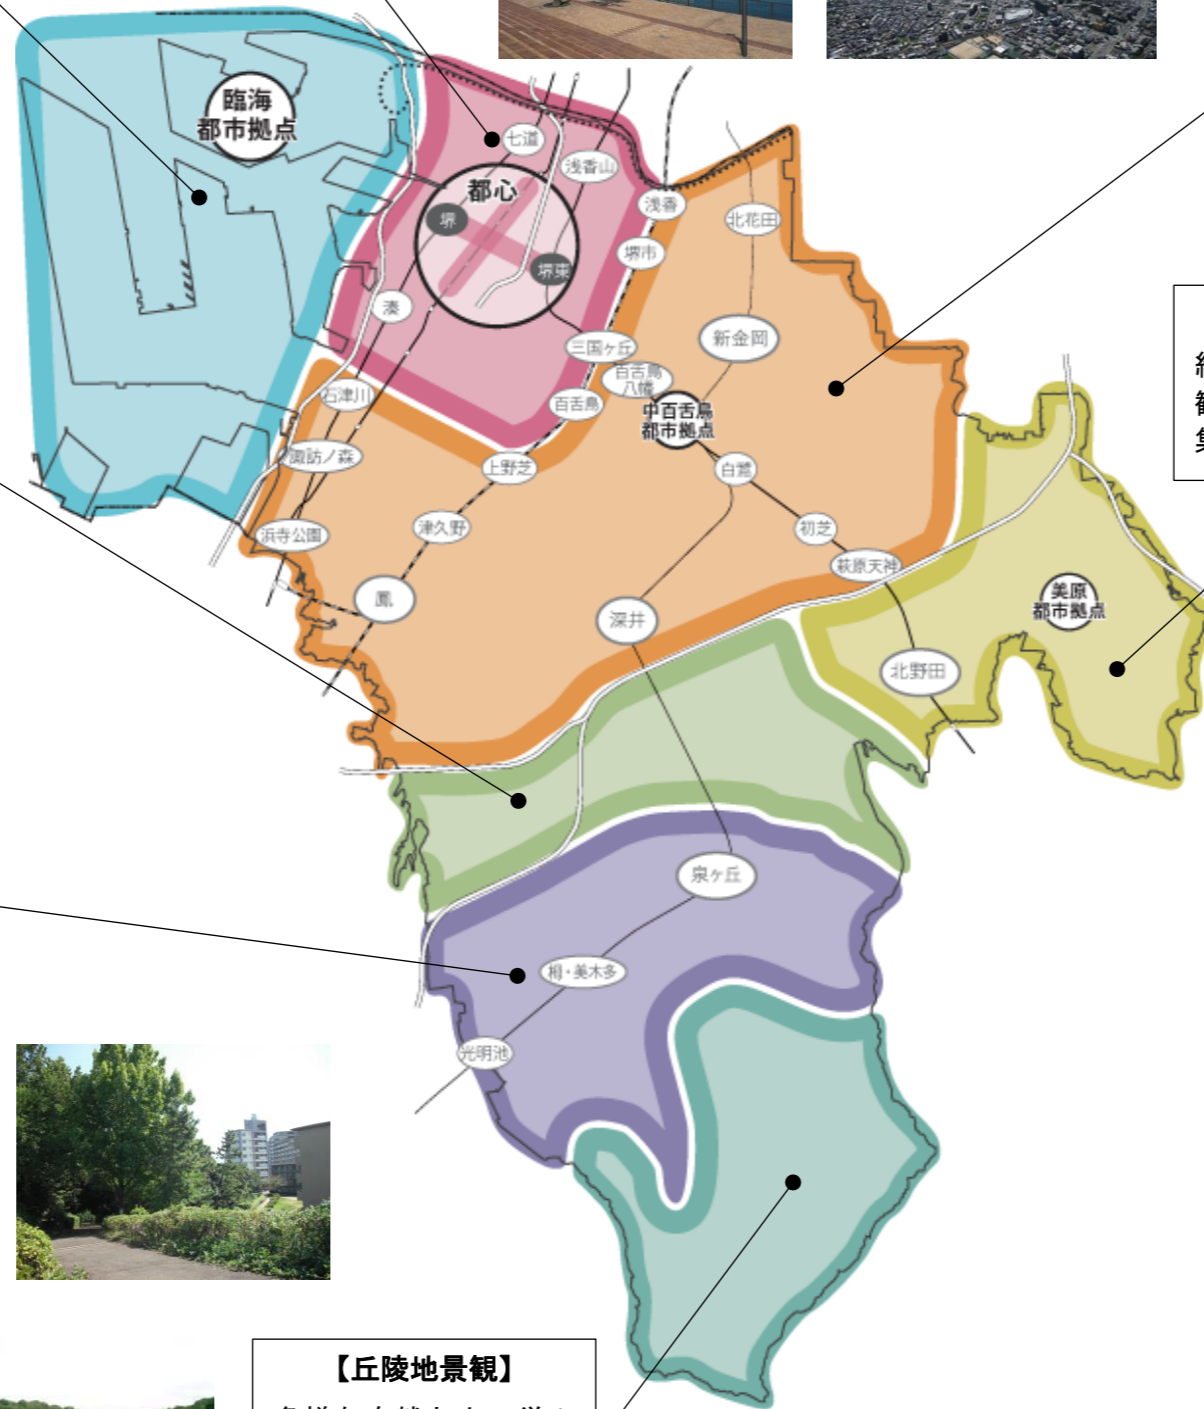 臨海
都市拠点
七道
浅香山
都心
堺
堺東
浅香
北花田
堺市
湊
三国ヶ丘
新金岡
百舌鳥
八幡
石津川
百舌鳥
中百舌鳥
都市拠点
諏訪ノ森
上野芝
白鷺
浜寺公園
津久野
初芝
萩原天神
鳳
深井
美原
都市拠点
北野田
観
集
泉ヶ丘
栂・美木多
光明池
【丘陵地景観】